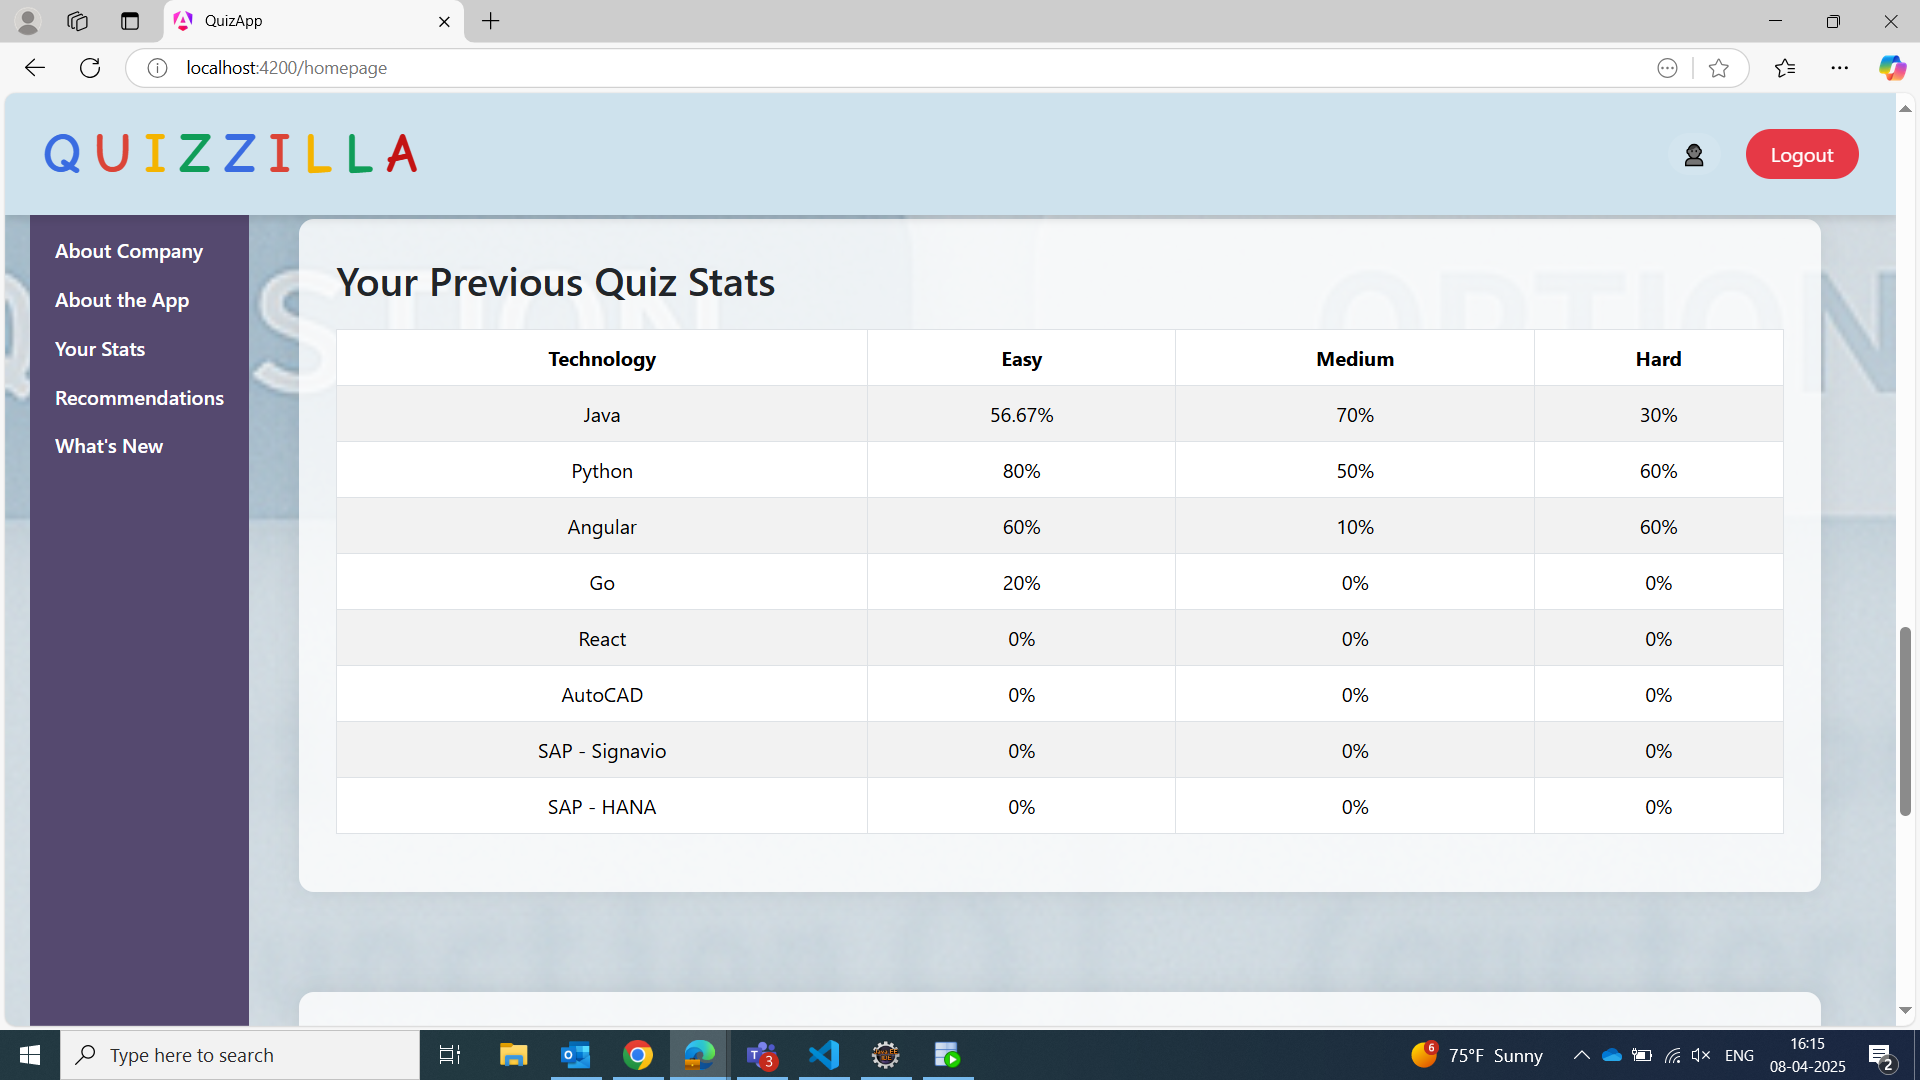 QuizApp
localhost:4200/homepage
QUIZZILLA
Logout
About Company
About the App
Your Stats
Recommendations
What's New
Your Previous Quiz Stats
Technology Easy Medium Hard
Java 56.67% 70% 30%
Python 80% 50% 60%
Angular 60% 10% 60%
Go 20% 0% 0%
React 0% 0% 0%
AutoCAD 0% 0% 0%
SAP - Signavio 0% 0% 0%
SAP - HANA 0% 0% 0%
QUESTION OPTION
Type here to search
3
6
75°F Sunny
ENG
16:15
08-04-2025
2